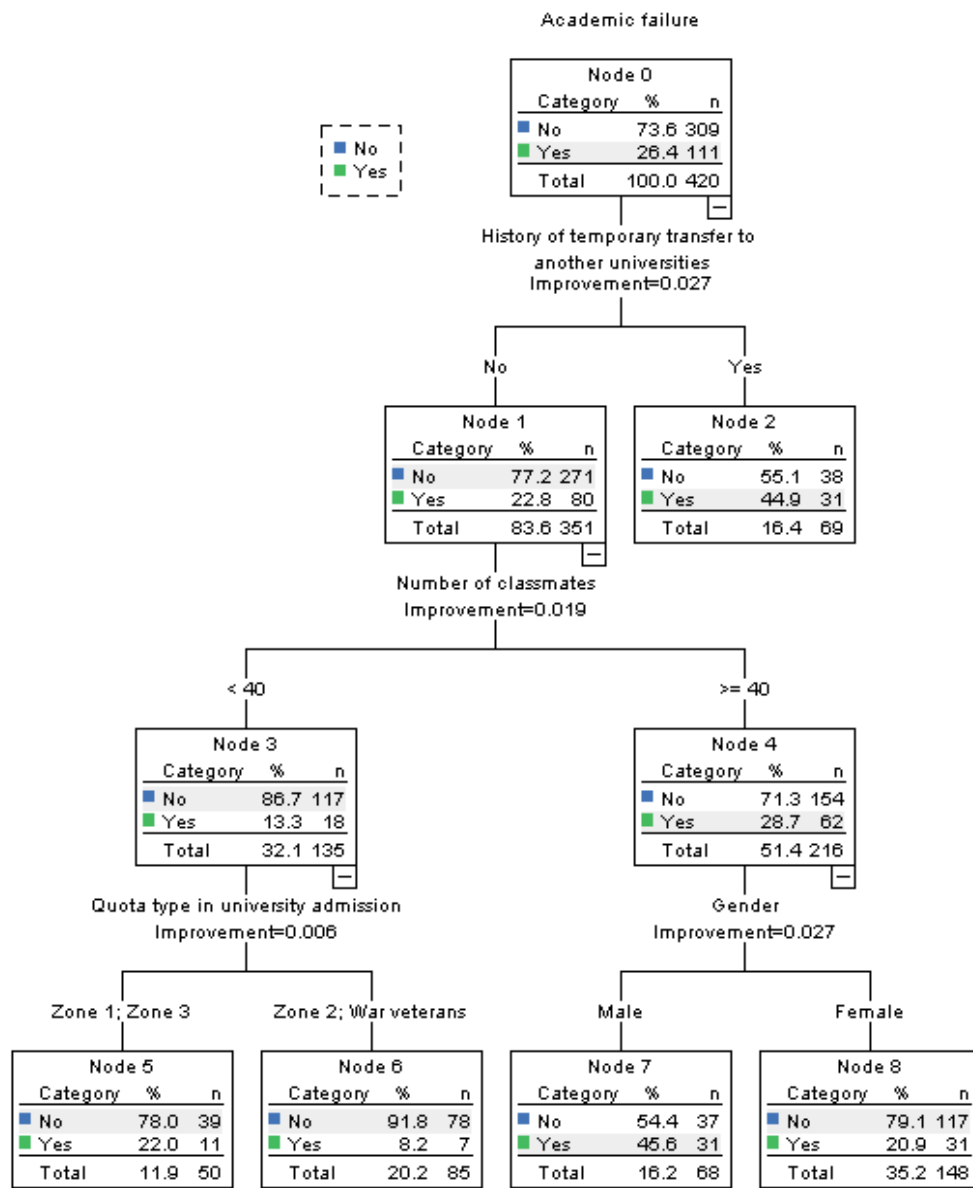 Academic failure
No
Yes
Node 0
Category % n
No 73.6 309
Yes 26.4 111
Total 100.0 420
History of temporary transfer to
another universities
Improvement=0.027
No
Yes
Node 1
Category % n
No 77.2 271
Yes 22.8 80
Total 83.6 351
Node 2
Category % n
No 55.1 38
Yes 44.9 31
Total 16.4 69
Number of classmates
Improvement=0.019
< 40
>= 40
Node 3
Category % n
No 86.7 117
Yes 13.3 18
Total 32.1 135
Node 4
Category % n
No 71.3 154
Yes 28.7 62
Total 51.4 216
Quota type in university admission
Improvement=0.006
Gender
Improvement=0.027
Zone 1; Zone 3
Zone 2; War veterans
Male
Female
Node 5
Category % n
No 78.0 39
Yes 22.0 11
Total 11.9 50
Node 6
Category % n
No 91.8 78
Yes 8.2 7
Total 20.2 85
Node 7
Category % n
No 54.4 37
Yes 45.6 31
Total 16.2 68
Node 8
Category % n
No 79.1 117
Yes 20.9 31
Total 35.2 148